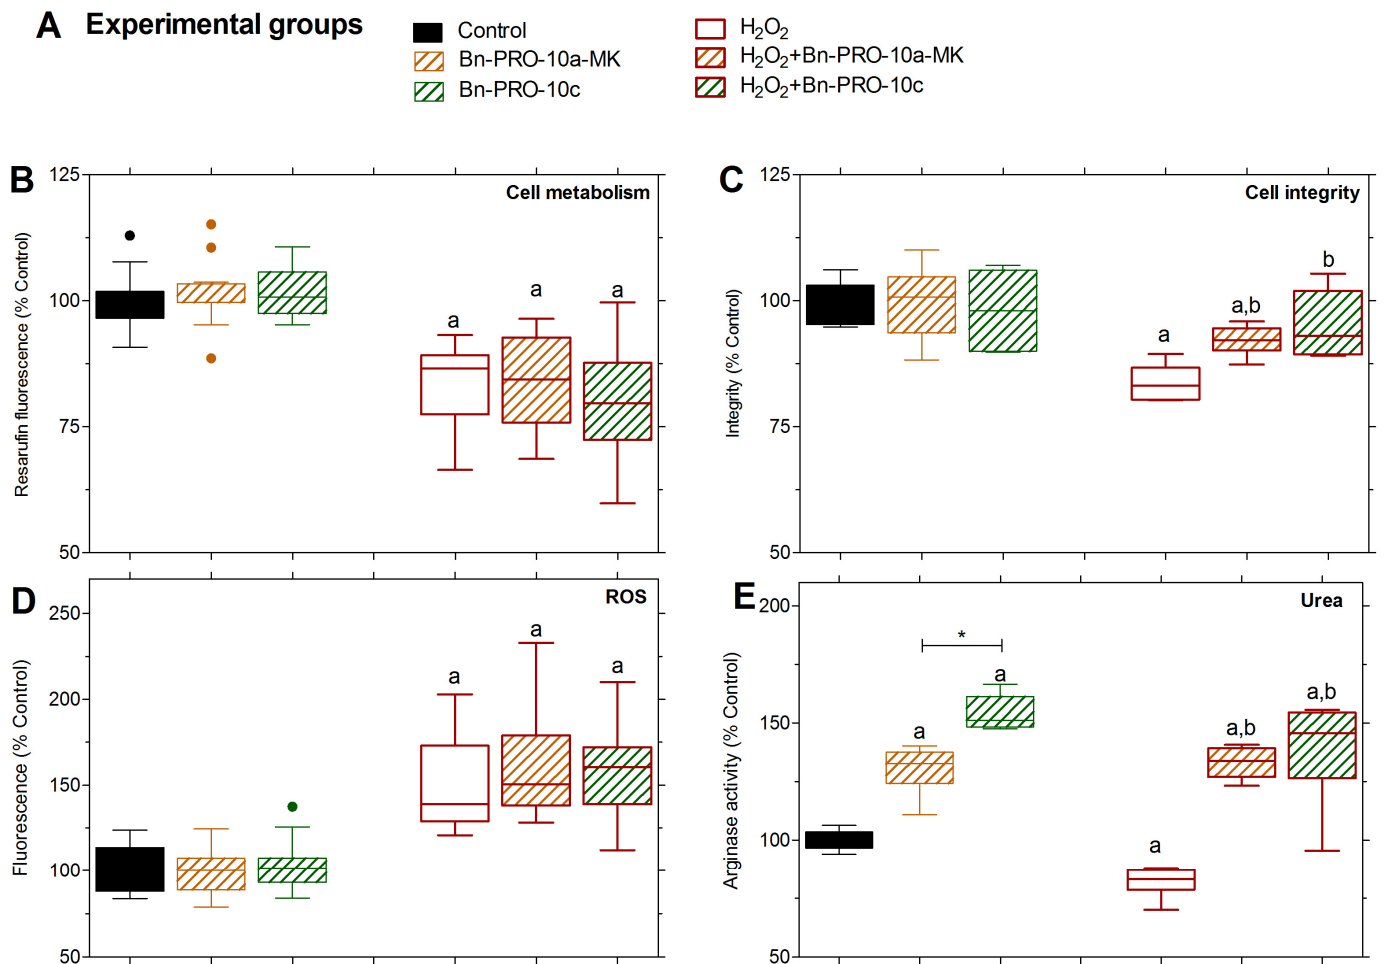 A Experimental groups
Control
Bn-PRO-10a-MK
Bn-PRO-10c
H₂O₂
H₂O₂+Bn-PRO-10a-MK
H₂O₂+Bn-PRO-10c
B
Cell metabolism
Resarufin fluorescence (% Control)
125
100
75
50
a
a
a
C
Cell integrity
Integrity (% Control)
125
100
75
50
a
a,b
b
D
ROS
Fluorescence (% Control)
250
200
150
100
50
a
a
a
E
Urea
Arginase activity (% Control)
200
150
100
50
*
a
a
a
a,b
a,b